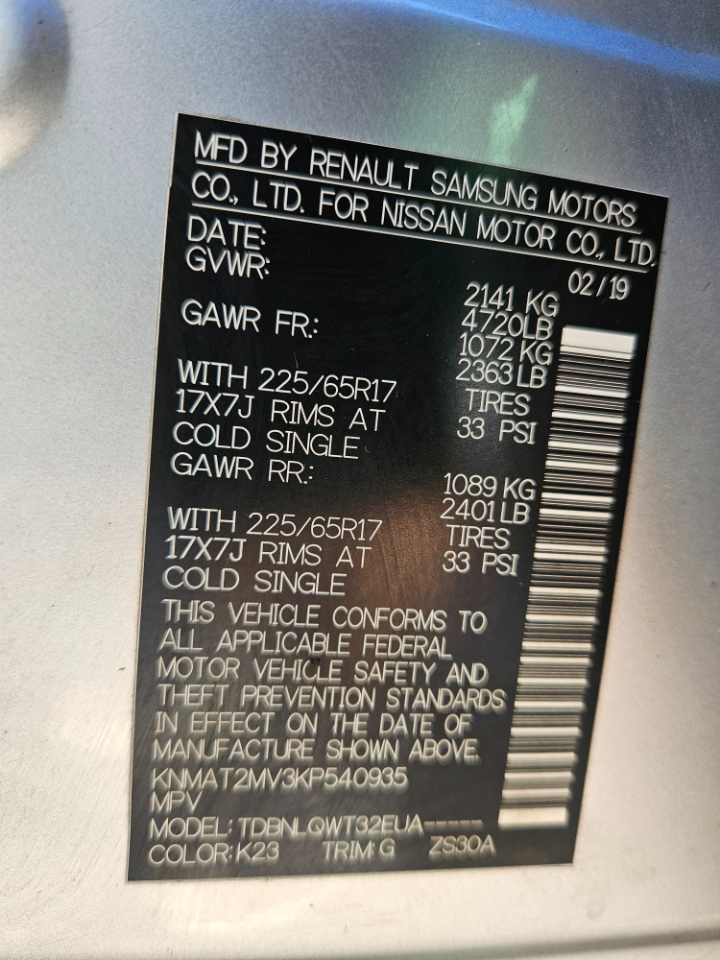 MFD BY RENAULT SAMSUNG MOTORS
CO., LTD. FOR NISSAN MOTOR CO., LTD.
DATE: 02/19
GVWR: 2141 KG
4720LB
GAWR FR.: 1072 KG
2363LB
WITH 225/65R17 TIRES
17X7J RIMS AT 33 PSI
COLD SINGLE
GAWR RR.: 1089 KG
2401LB
WITH 225/65R17 TIRES
17X7J RIMS AT 33 PSI
COLD SINGLE
THIS VEHICLE CONFORMS TO
ALL APPLICABLE FEDERAL
MOTOR VEHICLE SAFETY AND
THEFT PREVENTION STANDARDS
IN EFFECT ON THE DATE OF
MANUFACTURE SHOWN ABOVE.
KNMAT2MV3KP540935
MPV
MODEL: TDBNLQWT32EUA-----
COLOR: K23 TRIM: G ZS30A